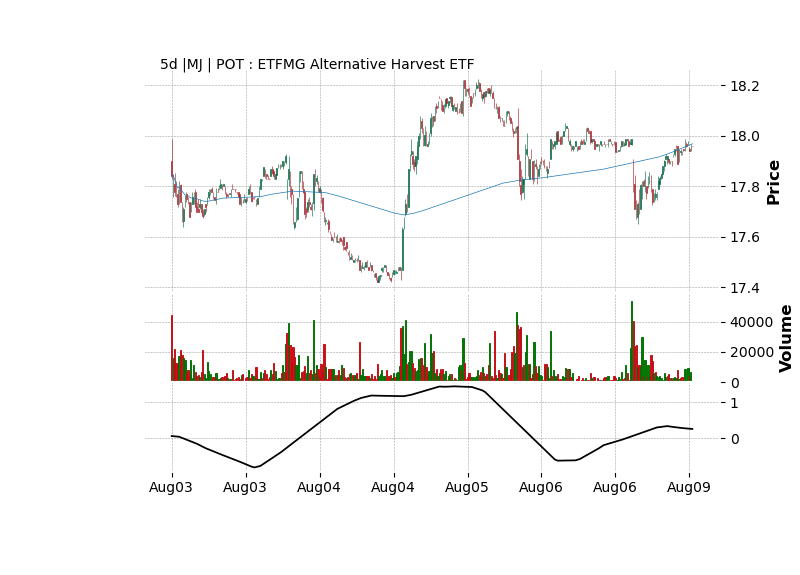 5d |MJ | POT : ETFMG Alternative Harvest ETF
18.2
18.0
17.8
17.6
17.4
Price
40000
20000
0
Volume
1
0
Aug03 Aug03 Aug04 Aug04 Aug05 Aug06 Aug06 Aug09